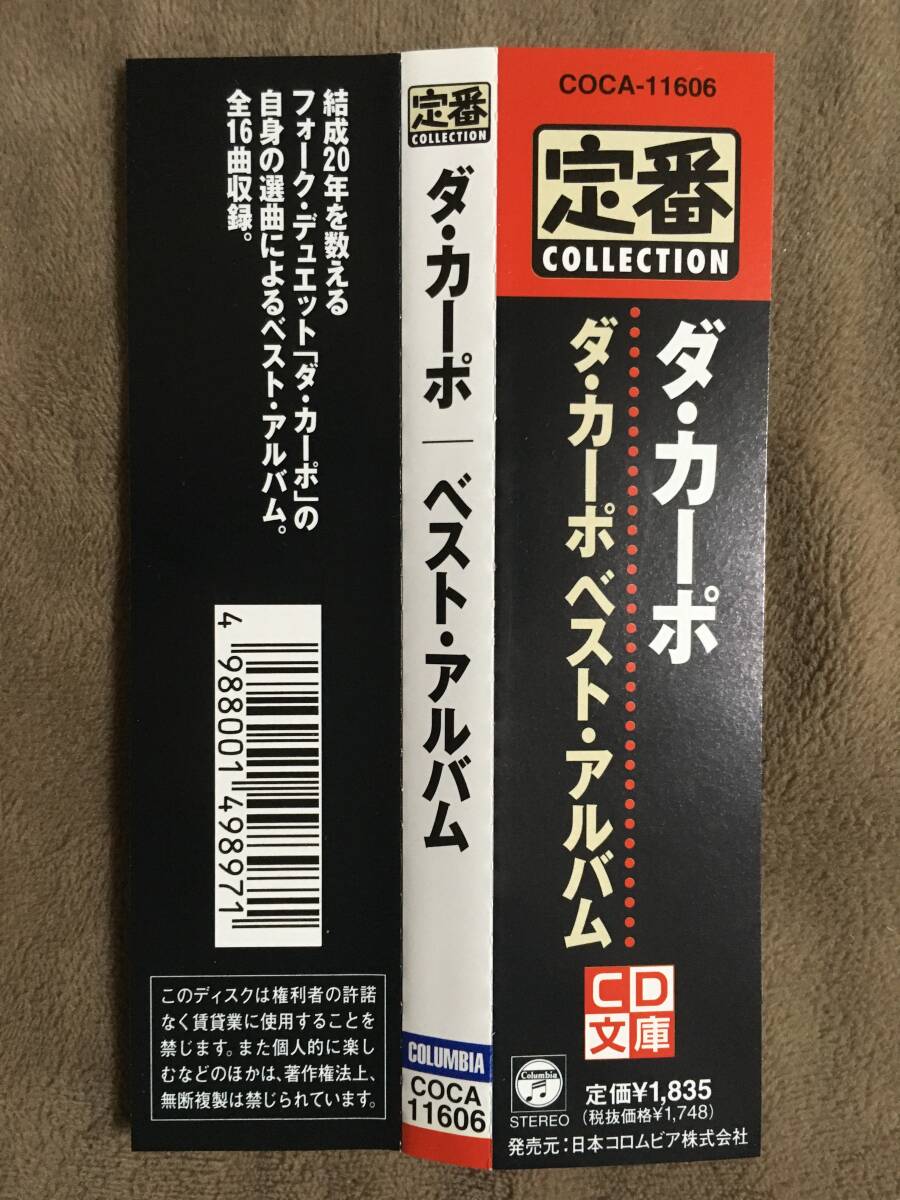 結成20年を数える
フォーク・デュエット「ダ・カーポ」の
自身の選曲によるベスト・アルバム。
全16曲収録。
4 988001 498971
このディスクは権利者の許諾
なく賃貸業に使用することを
禁じます。また個人的に楽し
むなどのほかは、著作権法上、
無断複製は禁じられています。
定番
COLLECTION
ダ・カーポ｜ベスト・アルバム
COLUMBIA
COCA
11606
COCA-11606
定番
COLLECTION
ダ・カーポ
ダ・カーポ ベスト・アルバム
CD
文庫
Columbia
STEREO
定価¥1,835
(税抜価格¥1,748)
発売元:日本コロムビア株式会社